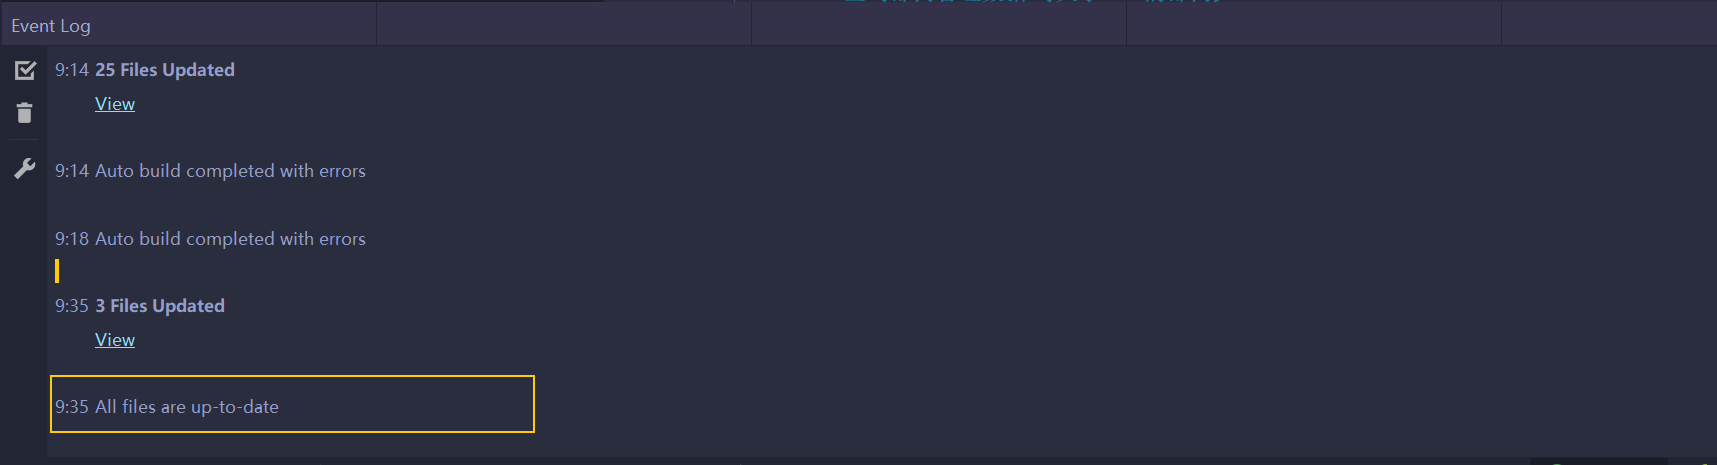 Event Log
9:14 25 Files Updated
View
9:14 Auto build completed with errors
9:18 Auto build completed with errors
9:35 3 Files Updated
View
9:35 All files are up-to-date